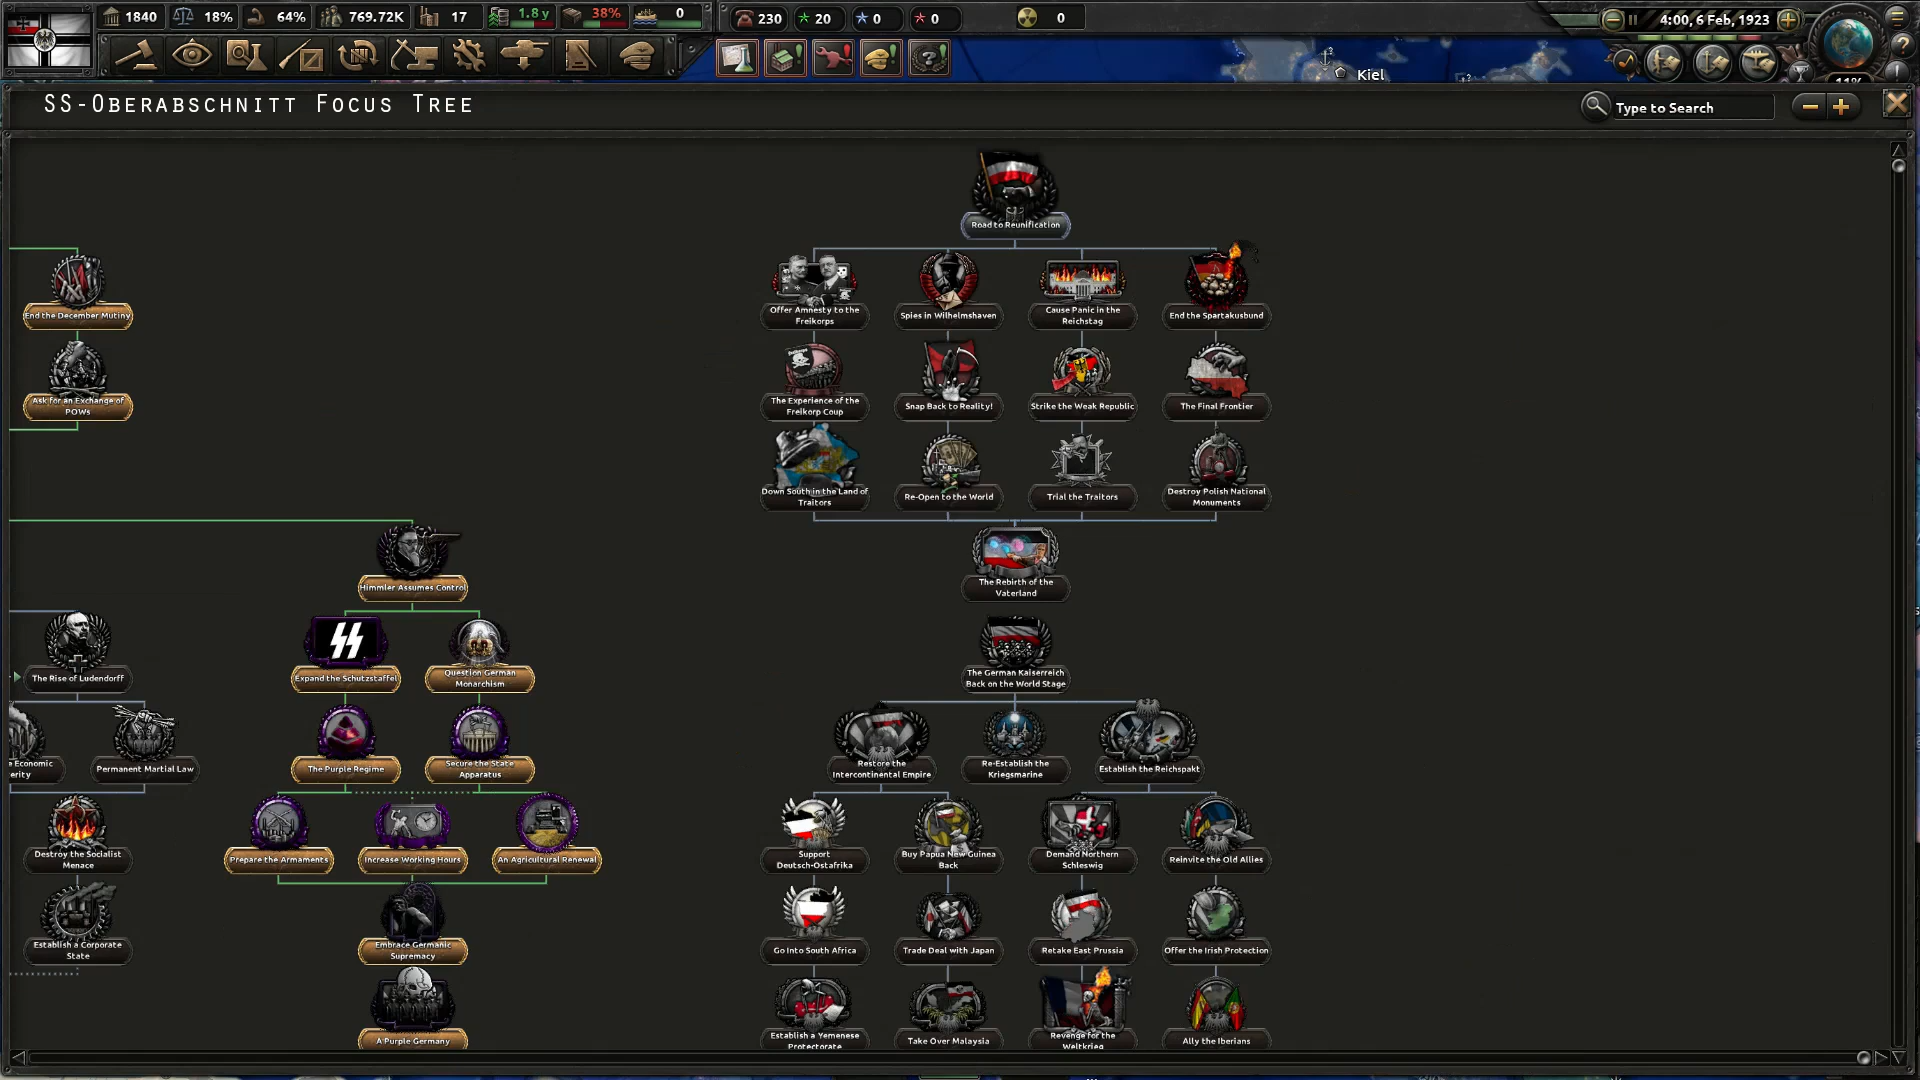 1840
18%
64%
769.72K
17
1.8 y
38%
0
230
20
0
0
0
4:00, 6 Feb, 1923
Kiel
11%
SS-Oberabschnitt Focus Tree
Type to Search
Road to Reunification
End the December Mutiny
Offer Amnesty to the
Freikorps
Spies in Wilhelmshaven
Cause Panic in the
Reichstag
End the Spartakusbund
Ask for an Exchange of
POWs
The Experience of the
Freikorp Coup
Snap Back to Reality!
Strike the Weak Republic
The Final Frontier
Down South in the Land of
Traitors
Re-Open to the World
Trial the Traitors
Destroy Polish National
Monuments
Himmler Assumes Control
The Rebirth of the
Vaterland
The Rise of Ludendorff
Expand the Schutzstaffel
Question German
Monarchism
The German Kaiserreich
Back on the World Stage
e Economic
erity
Permanent Martial Law
The Purple Regime
Secure the State
Apparatus
Restore the
Intercontinental Empire
Re-Establish the
Kriegsmarine
Establish the Reichspakt
Destroy the Socialist
Menace
Prepare the Armaments
Increase Working Hours
An Agricultural Renewal
Support
Deutsch-Ostafrika
Buy Papua New Guinea
Back
Demand Northern
Schleswig
Reinvite the Old Allies
Establish a Corporate
State
Embrace Germanic
Supremacy
Go Into South Africa
Trade Deal with Japan
Retake East Prussia
Offer the Irish Protection
A Purple Germany
Establish a Yemenese
Protectorate
Take Over Malaysia
Revenge for the
Weltkrieg
Ally the Iberians